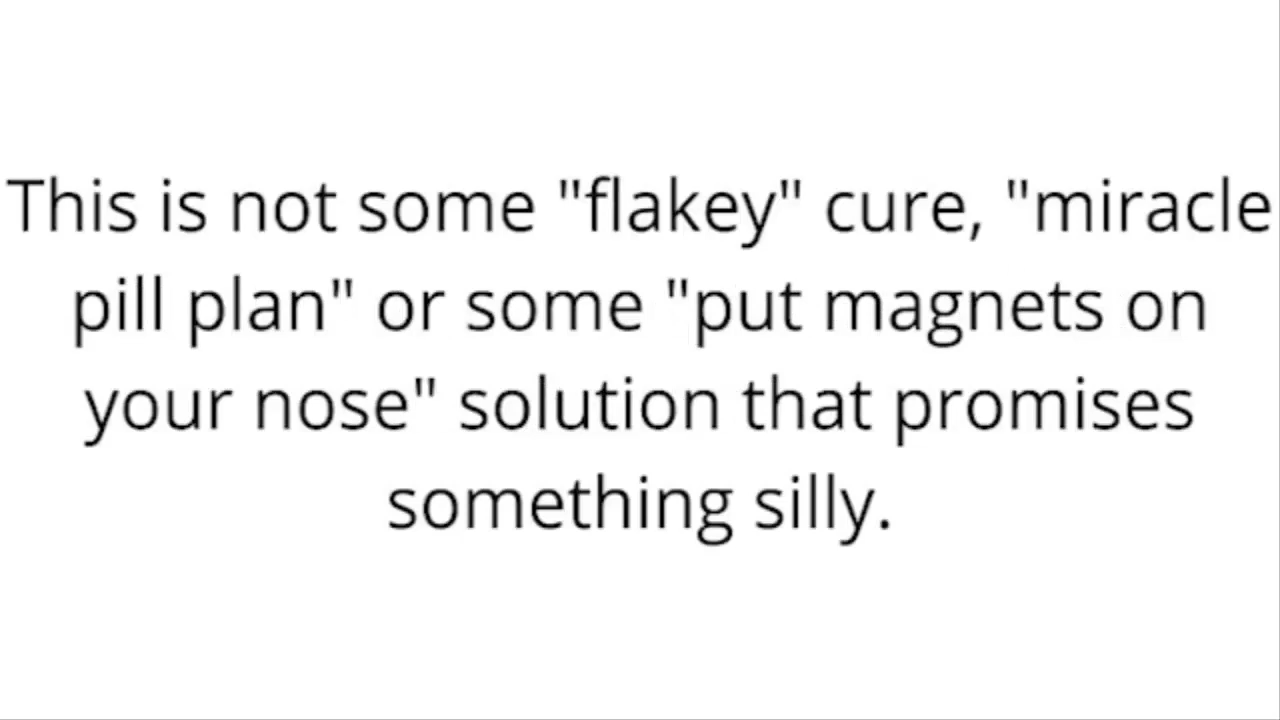 This is not some "flakey" cure, "miracle
pill plan" or some "put magnets on
your nose" solution that promises
something silly.